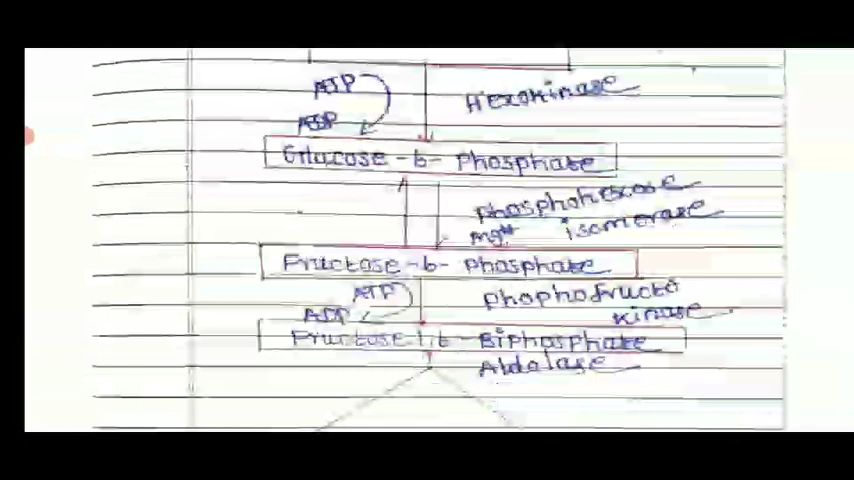 ATP
Hexokinase
ADP
Glucose-6-Phosphate
Phosphohexose
Mg++ isomerase
Fructose-6-Phosphate
ATP
Phophofructo
kinase
ADP
Fructose 1,6-Biphosphate
Aldolase